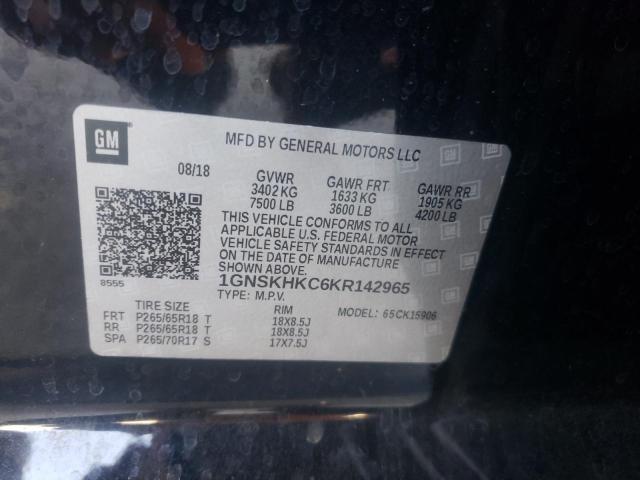 GM
MFD BY GENERAL MOTORS LLC
08/18 GVWR GAWR FRT GAWR RR
3402 KG 1633 KG 1905 KG
7500 LB 3600 LB 4200 LB
THIS VEHICLE CONFORMS TO ALL
APPLICABLE U.S. FEDERAL MOTOR
VEHICLE SAFETY STANDARDS IN EFFECT
ON THE DATE OF MANUFACTURE
SHOWN ABOVE.
8555
1GNSKHKC6KR142965
TYPE: M.P.V. MODEL: 65CK15906
TIRE SIZE RIM
FRT P265/65R18 T 18X8.5J
RR P265/65R18 T 18X8.5J
SPA P265/70R17 S 17X7.5J